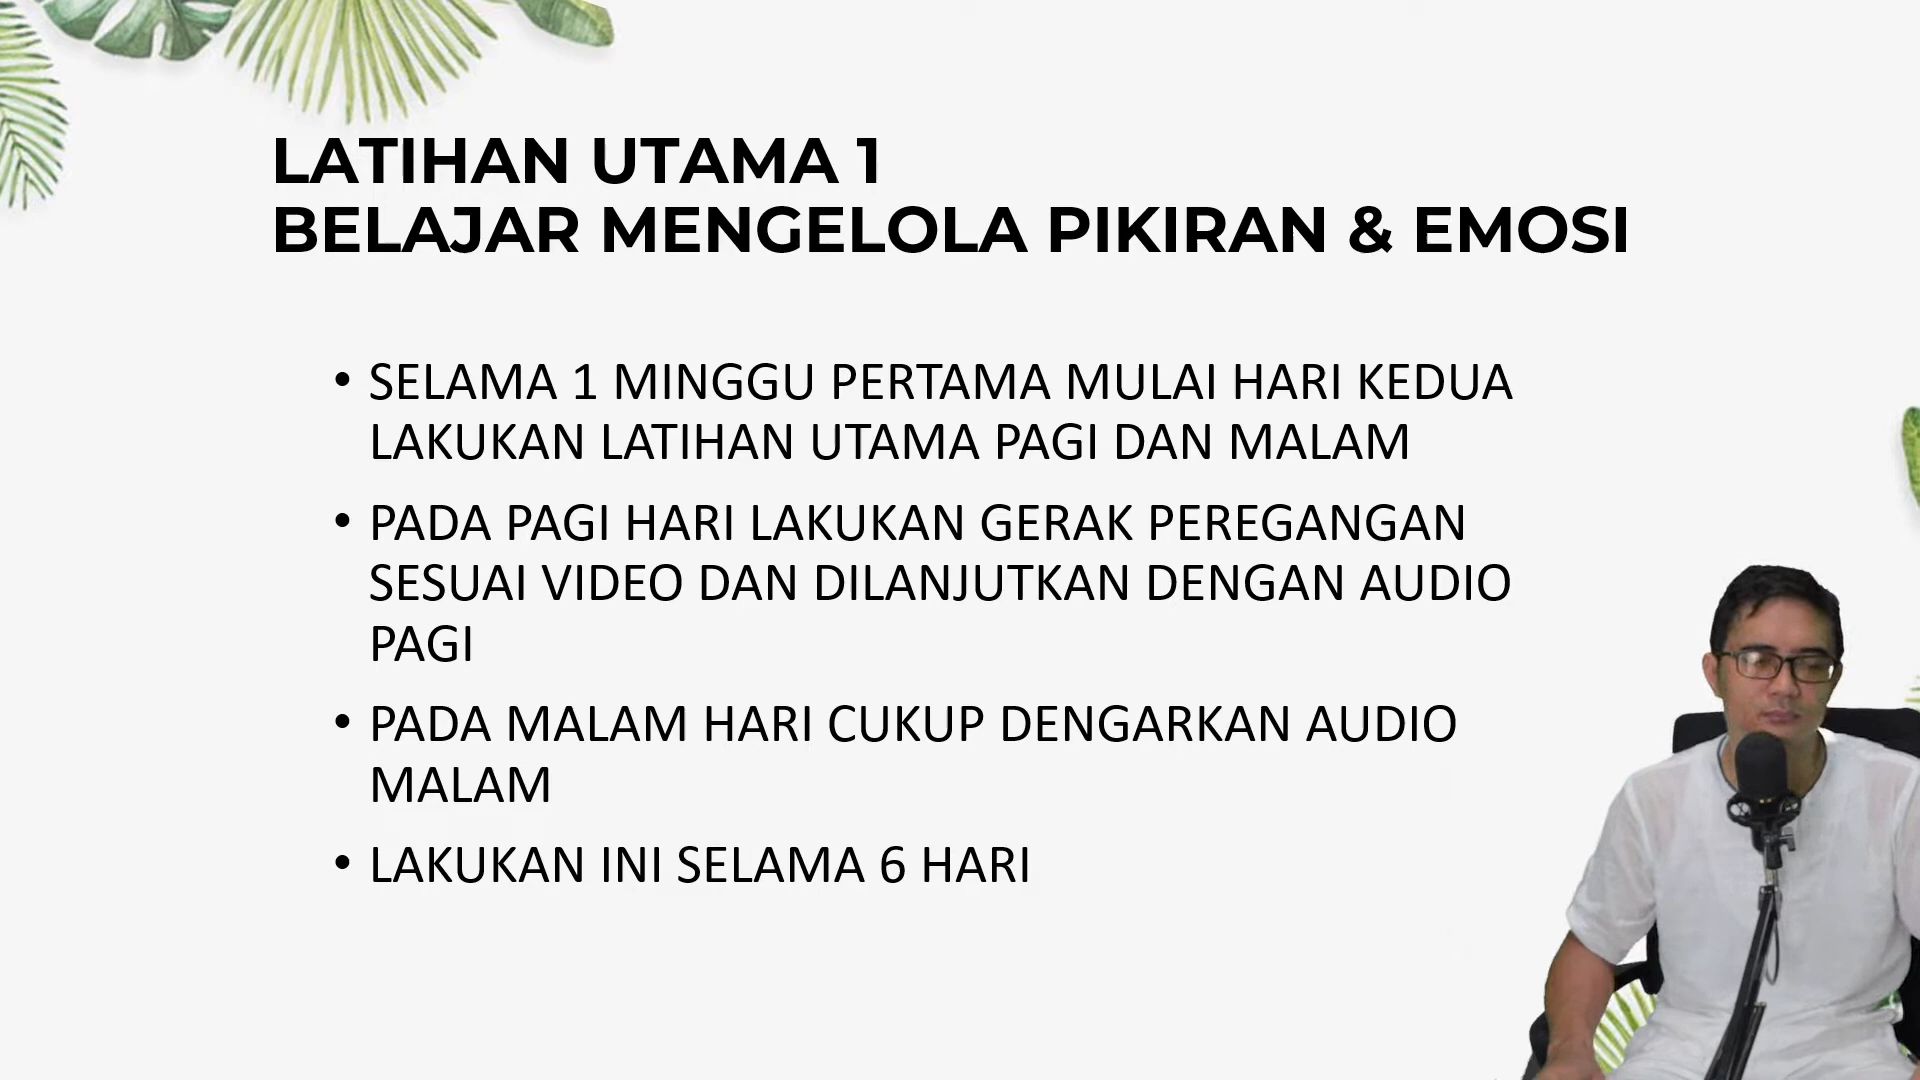 LATIHAN UTAMA 1
BELAJAR MENGELOLA PIKIRAN & EMOSI
• SELAMA 1 MINGGU PERTAMA MULAI HARI KEDUA
LAKUKAN LATIHAN UTAMA PAGI DAN MALAM
• PADA PAGI HARI LAKUKAN GERAK PEREGANGAN
SESUAI VIDEO DAN DILANJUTKAN DENGAN AUDIO
PAGI
• PADA MALAM HARI CUKUP DENGARKAN AUDIO
MALAM
• LAKUKAN INI SELAMA 6 HARI